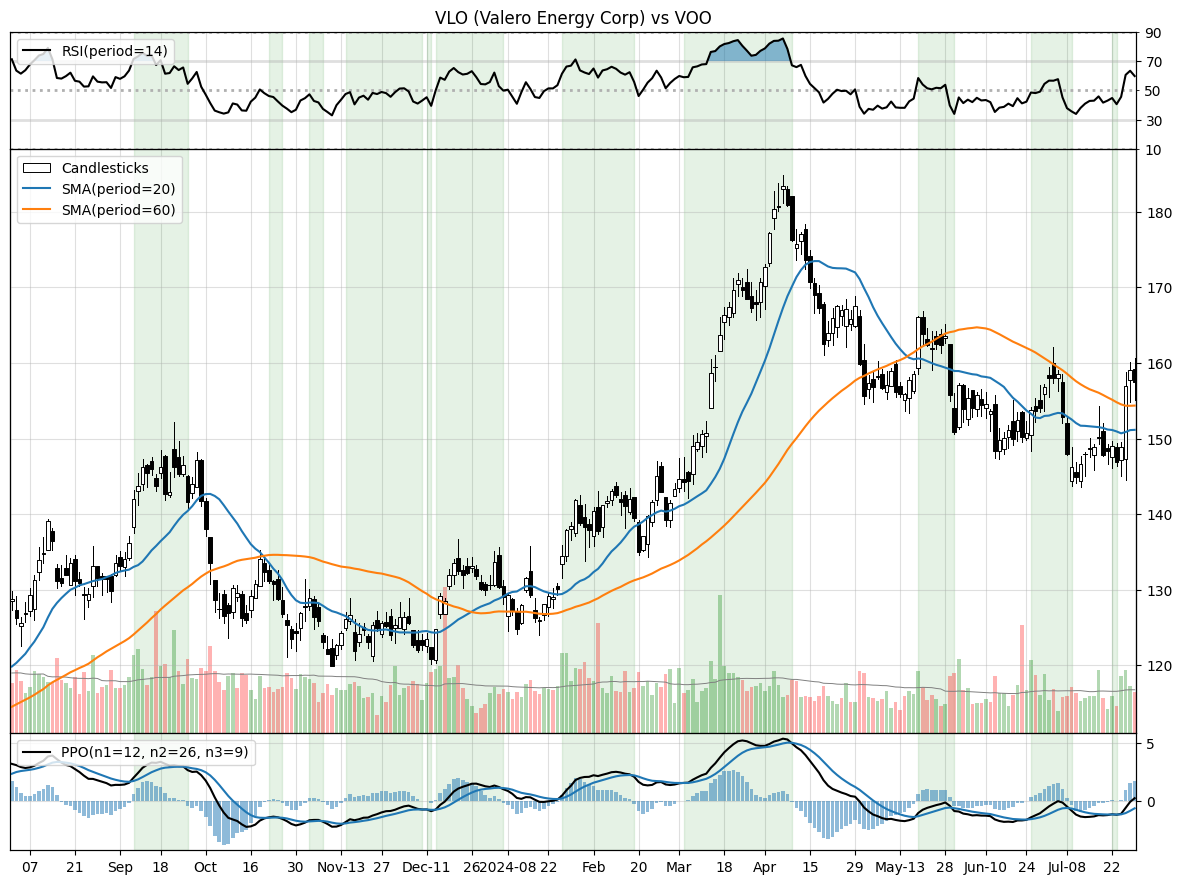 VLO (Valero Energy Corp) vs VOO
RSI(period=14)
90
70
50
30
10
Candlesticks
SMA(period=20)
SMA(period=60)
180
170
160
150
140
130
120
PPO(n1=12, n2=26, n3=9)
5
0
07 21 Sep 18 Oct 16 30 Nov-13 27 Dec-11 26 2024-08 22 Feb 20 Mar 18 Apr 15 29 May-13 28 Jun-10 24 Jul-08 22